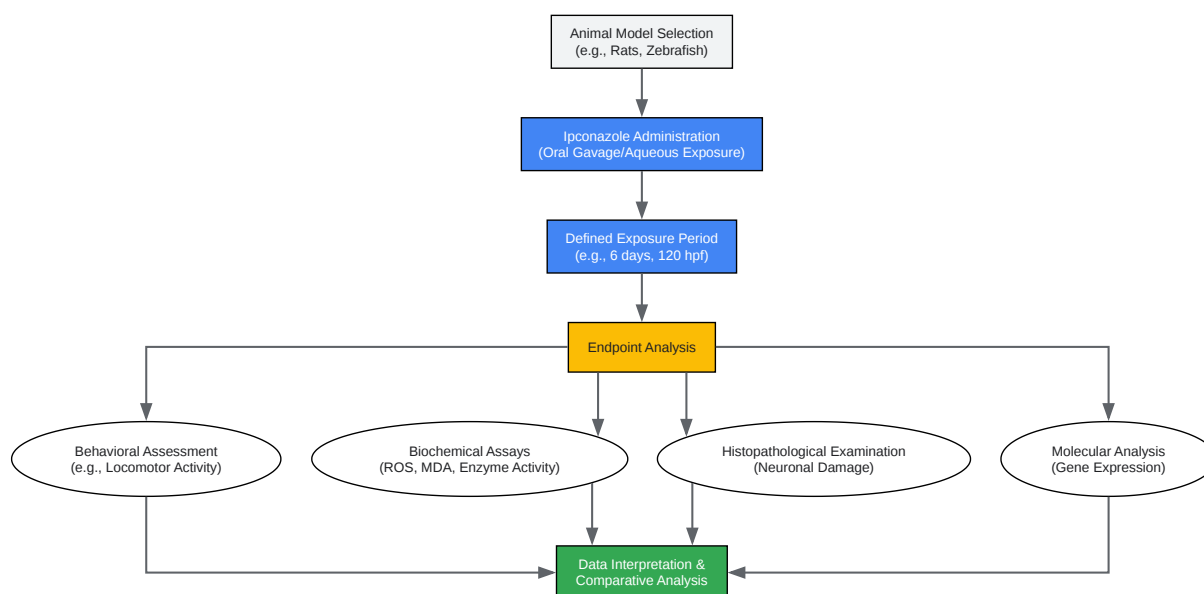 Animal Model Selection
(e.g., Rats, Zebrafish)
Ipconazole Administration
(Oral Gavage/Aqueous Exposure)
Defined Exposure Period
(e.g., 6 days, 120 hpf)
Endpoint Analysis
Behavioral Assessment
(e.g., Locomotor Activity)
Biochemical Assays
(ROS, MDA, Enzyme Activity)
Histopathological Examination
(Neuronal Damage)
Molecular Analysis
(Gene Expression)
Data Interpretation &
Comparative Analysis